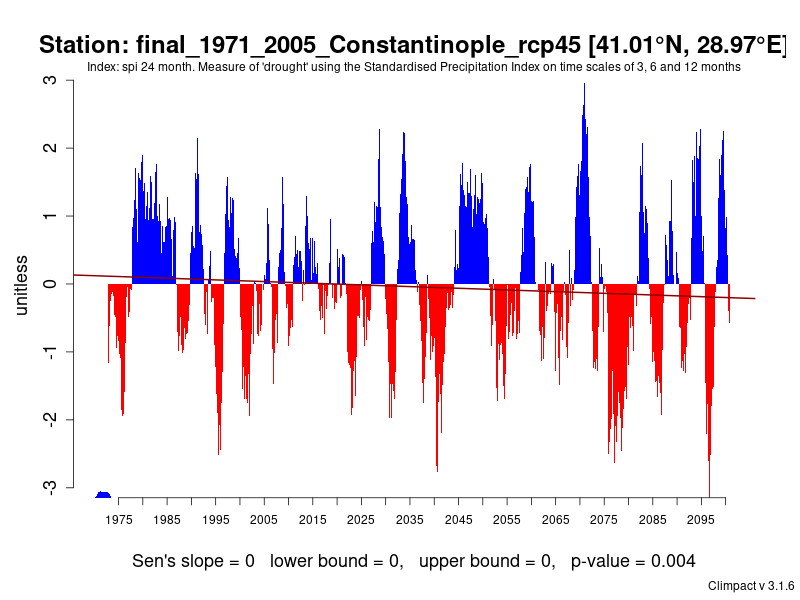 Station: final_1971_2005_Constantinople_rcp45 [41.01°N, 28.97°E]
Index: spi 24 month. Measure of 'drought' using the Standardised Precipitation Index on time scales of 3, 6 and 12 months
unitless
3
2
1
0
-1
-2
-3
1975 1985 1995 2005 2015 2025 2035 2045 2055 2065 2075 2085 2095
Sen's slope = 0 lower bound = 0, upper bound = 0, p-value = 0.004
Climpact v 3.1.6